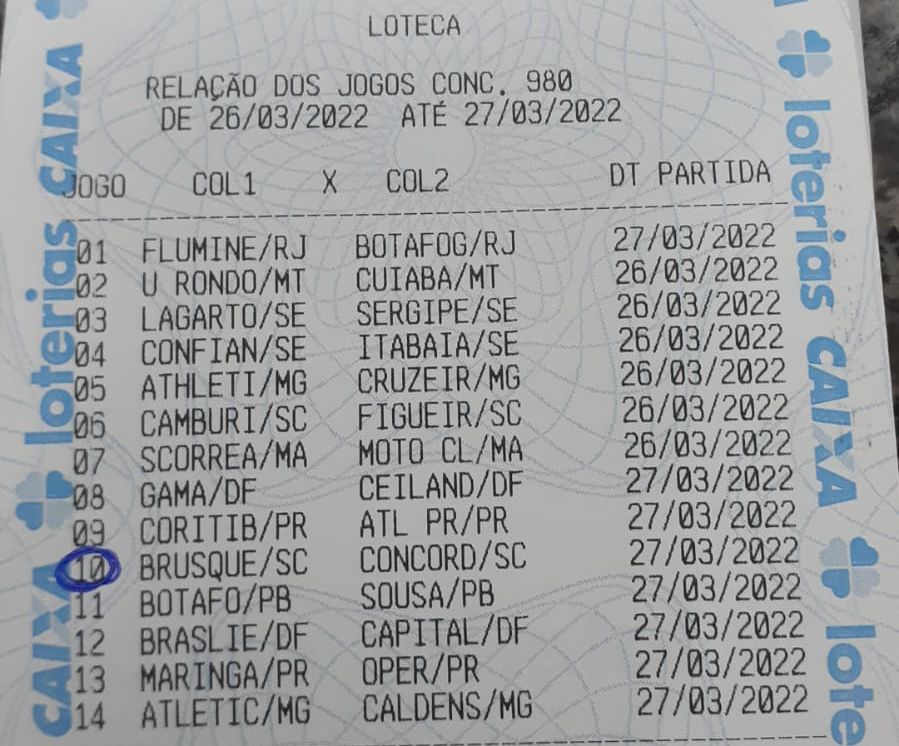 LOTECA
RELAÇÃO DOS JOGOS CONC. 980
DE 26/03/2022 ATÉ 27/03/2022
JOGO COL1 X COL2 DT PARTIDA
01 FLUMINE/RJ BOTAFOG/RJ 27/03/2022
02 U RONDO/MT CUIABA/MT 26/03/2022
03 LAGARTO/SE SERGIPE/SE 26/03/2022
04 CONFIAN/SE ITABAIA/SE 26/03/2022
05 ATHLETI/MG CRUZEIR/MG 26/03/2022
06 CAMBURI/SC FIGUEIR/SC 26/03/2022
07 SCORREA/MA MOTO CL/MA 26/03/2022
08 GAMA/DF CEILAND/DF 27/03/2022
09 CORITIB/PR ATL PR/PR 27/03/2022
10 BRUSQUE/SC CONCORD/SC 27/03/2022
11 BOTAFO/PB SOUSA/PB 27/03/2022
12 BRASLIE/DF CAPITAL/DF 27/03/2022
13 MARINGA/PR OPER/PR 27/03/2022
14 ATLETIC/MG CALDENS/MG 27/03/2022
loterias CAIXA
CAIXA
loterias CAIXA
lote